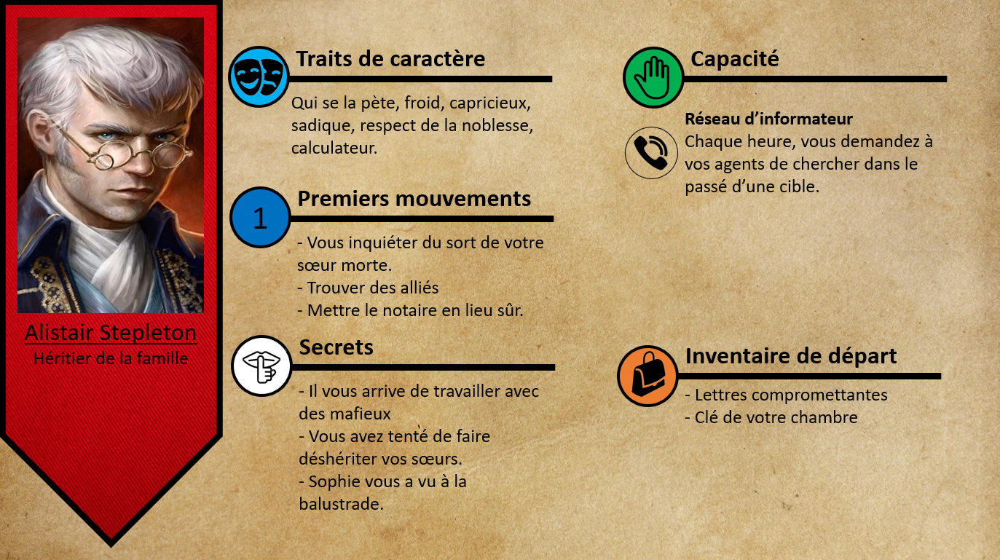 Alistair Stepleton
Héritier de la famille
Traits de caractère
Qui se la pète, froid, capricieux,
sadique, respect de la noblesse,
calculateur.
1
Premiers mouvements
- Vous inquiéter du sort de votre
sœur morte.
- Trouver des alliés
- Mettre le notaire en lieu sûr.
Secrets
- Il vous arrive de travailler avec
des mafieux
- Vous avez tenté de faire
déshériter vos sœurs.
- Sophie vous a vu à la
balustrade.
Capacité
Réseau d’informateur
Chaque heure, vous demandez à
vos agents de chercher dans le
passé d’une cible.
Inventaire de départ
- Lettres compromettantes
- Clé de votre chambre